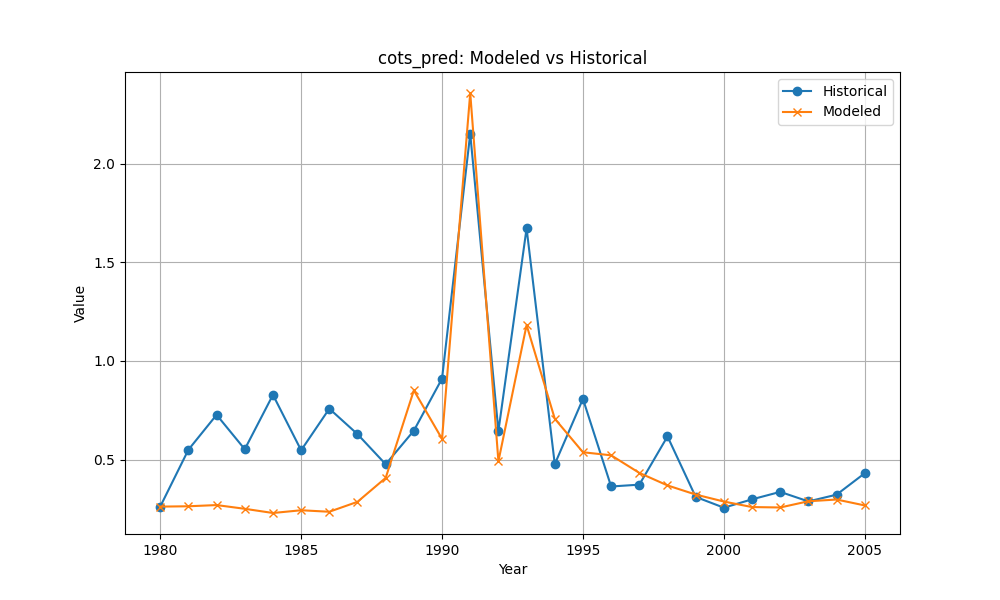 cots_pred: Modeled vs Historical
Historical
Modeled
2.0
1.5
1.0
0.5
Value
1980 1985 1990 1995 2000 2005
Year